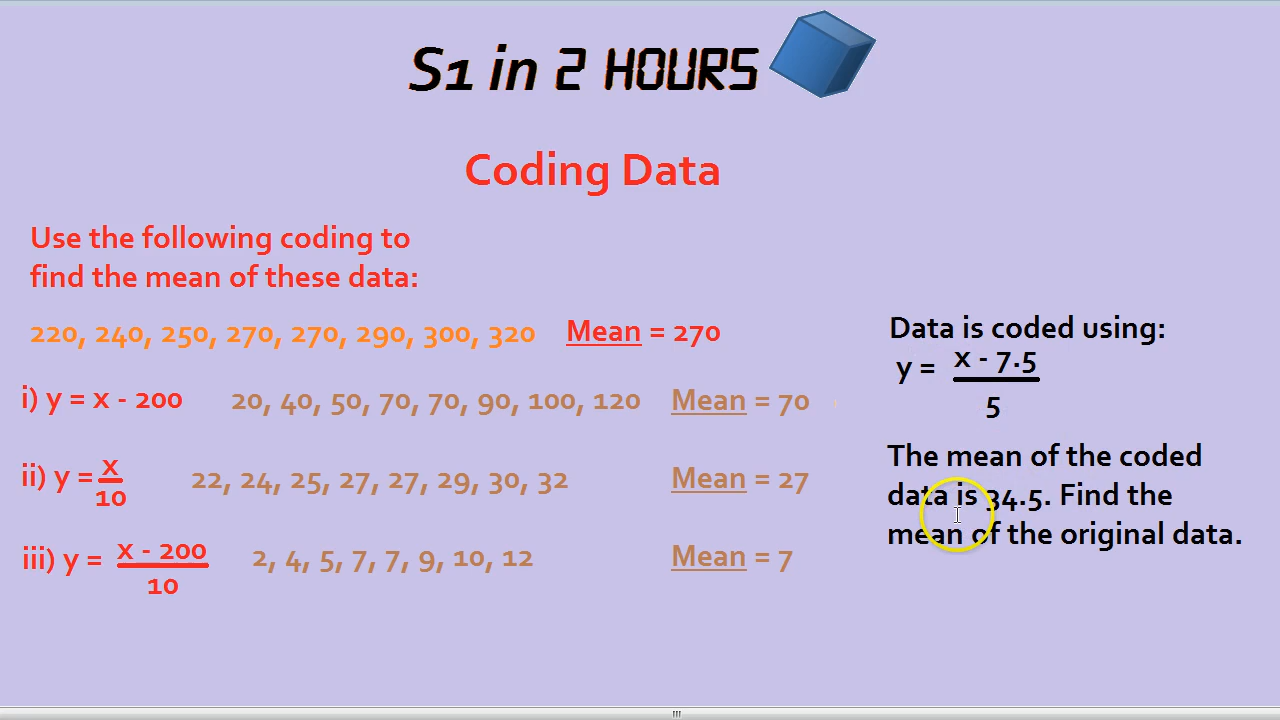 S1 in 2 HOURS
Coding Data
Use the following coding to
find the mean of these data:
220, 240, 250, 270, 270, 290, 300, 320 Mean = 270
i) y = x - 200 20, 40, 50, 70, 70, 90, 100, 120 Mean = 70
ii) y = x
10 22, 24, 25, 27, 27, 29, 30, 32 Mean = 27
iii) y = x - 200
10 2, 4, 5, 7, 7, 9, 10, 12 Mean = 7
Data is coded using:
y = x - 7.5
5
The mean of the coded
data is 34.5. Find the
mean of the original data.